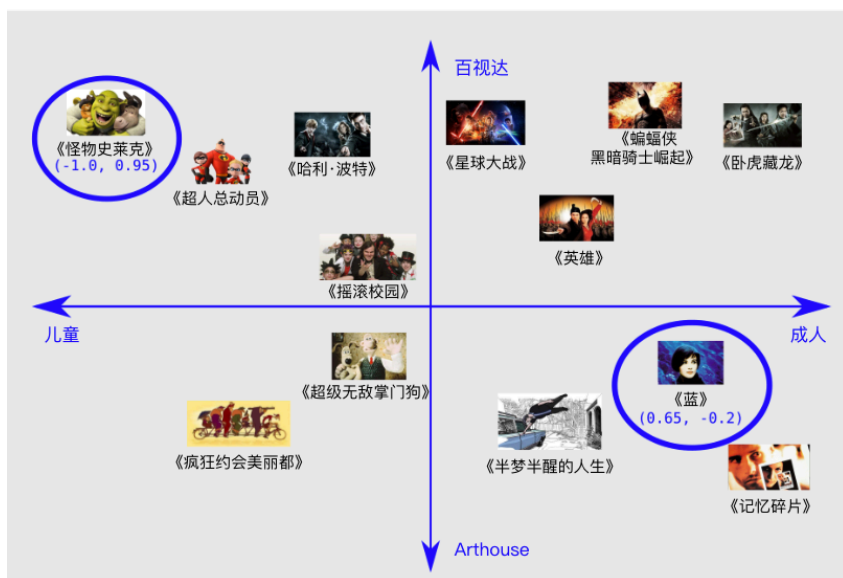 百视达
《怪物史莱克》
(-1.0, 0.95)
《超人总动员》
《哈利·波特》
《星球大战》
《蝙蝠侠
黑暗骑士崛起》
《卧虎藏龙》
《英雄》
《摇滚校园》
儿童
成人
《超级无敌掌门狗》
《蓝》
(0.65, -0.2)
《疯狂约会美丽都》
《半梦半醒的人生》
《记忆碎片》
Arthouse